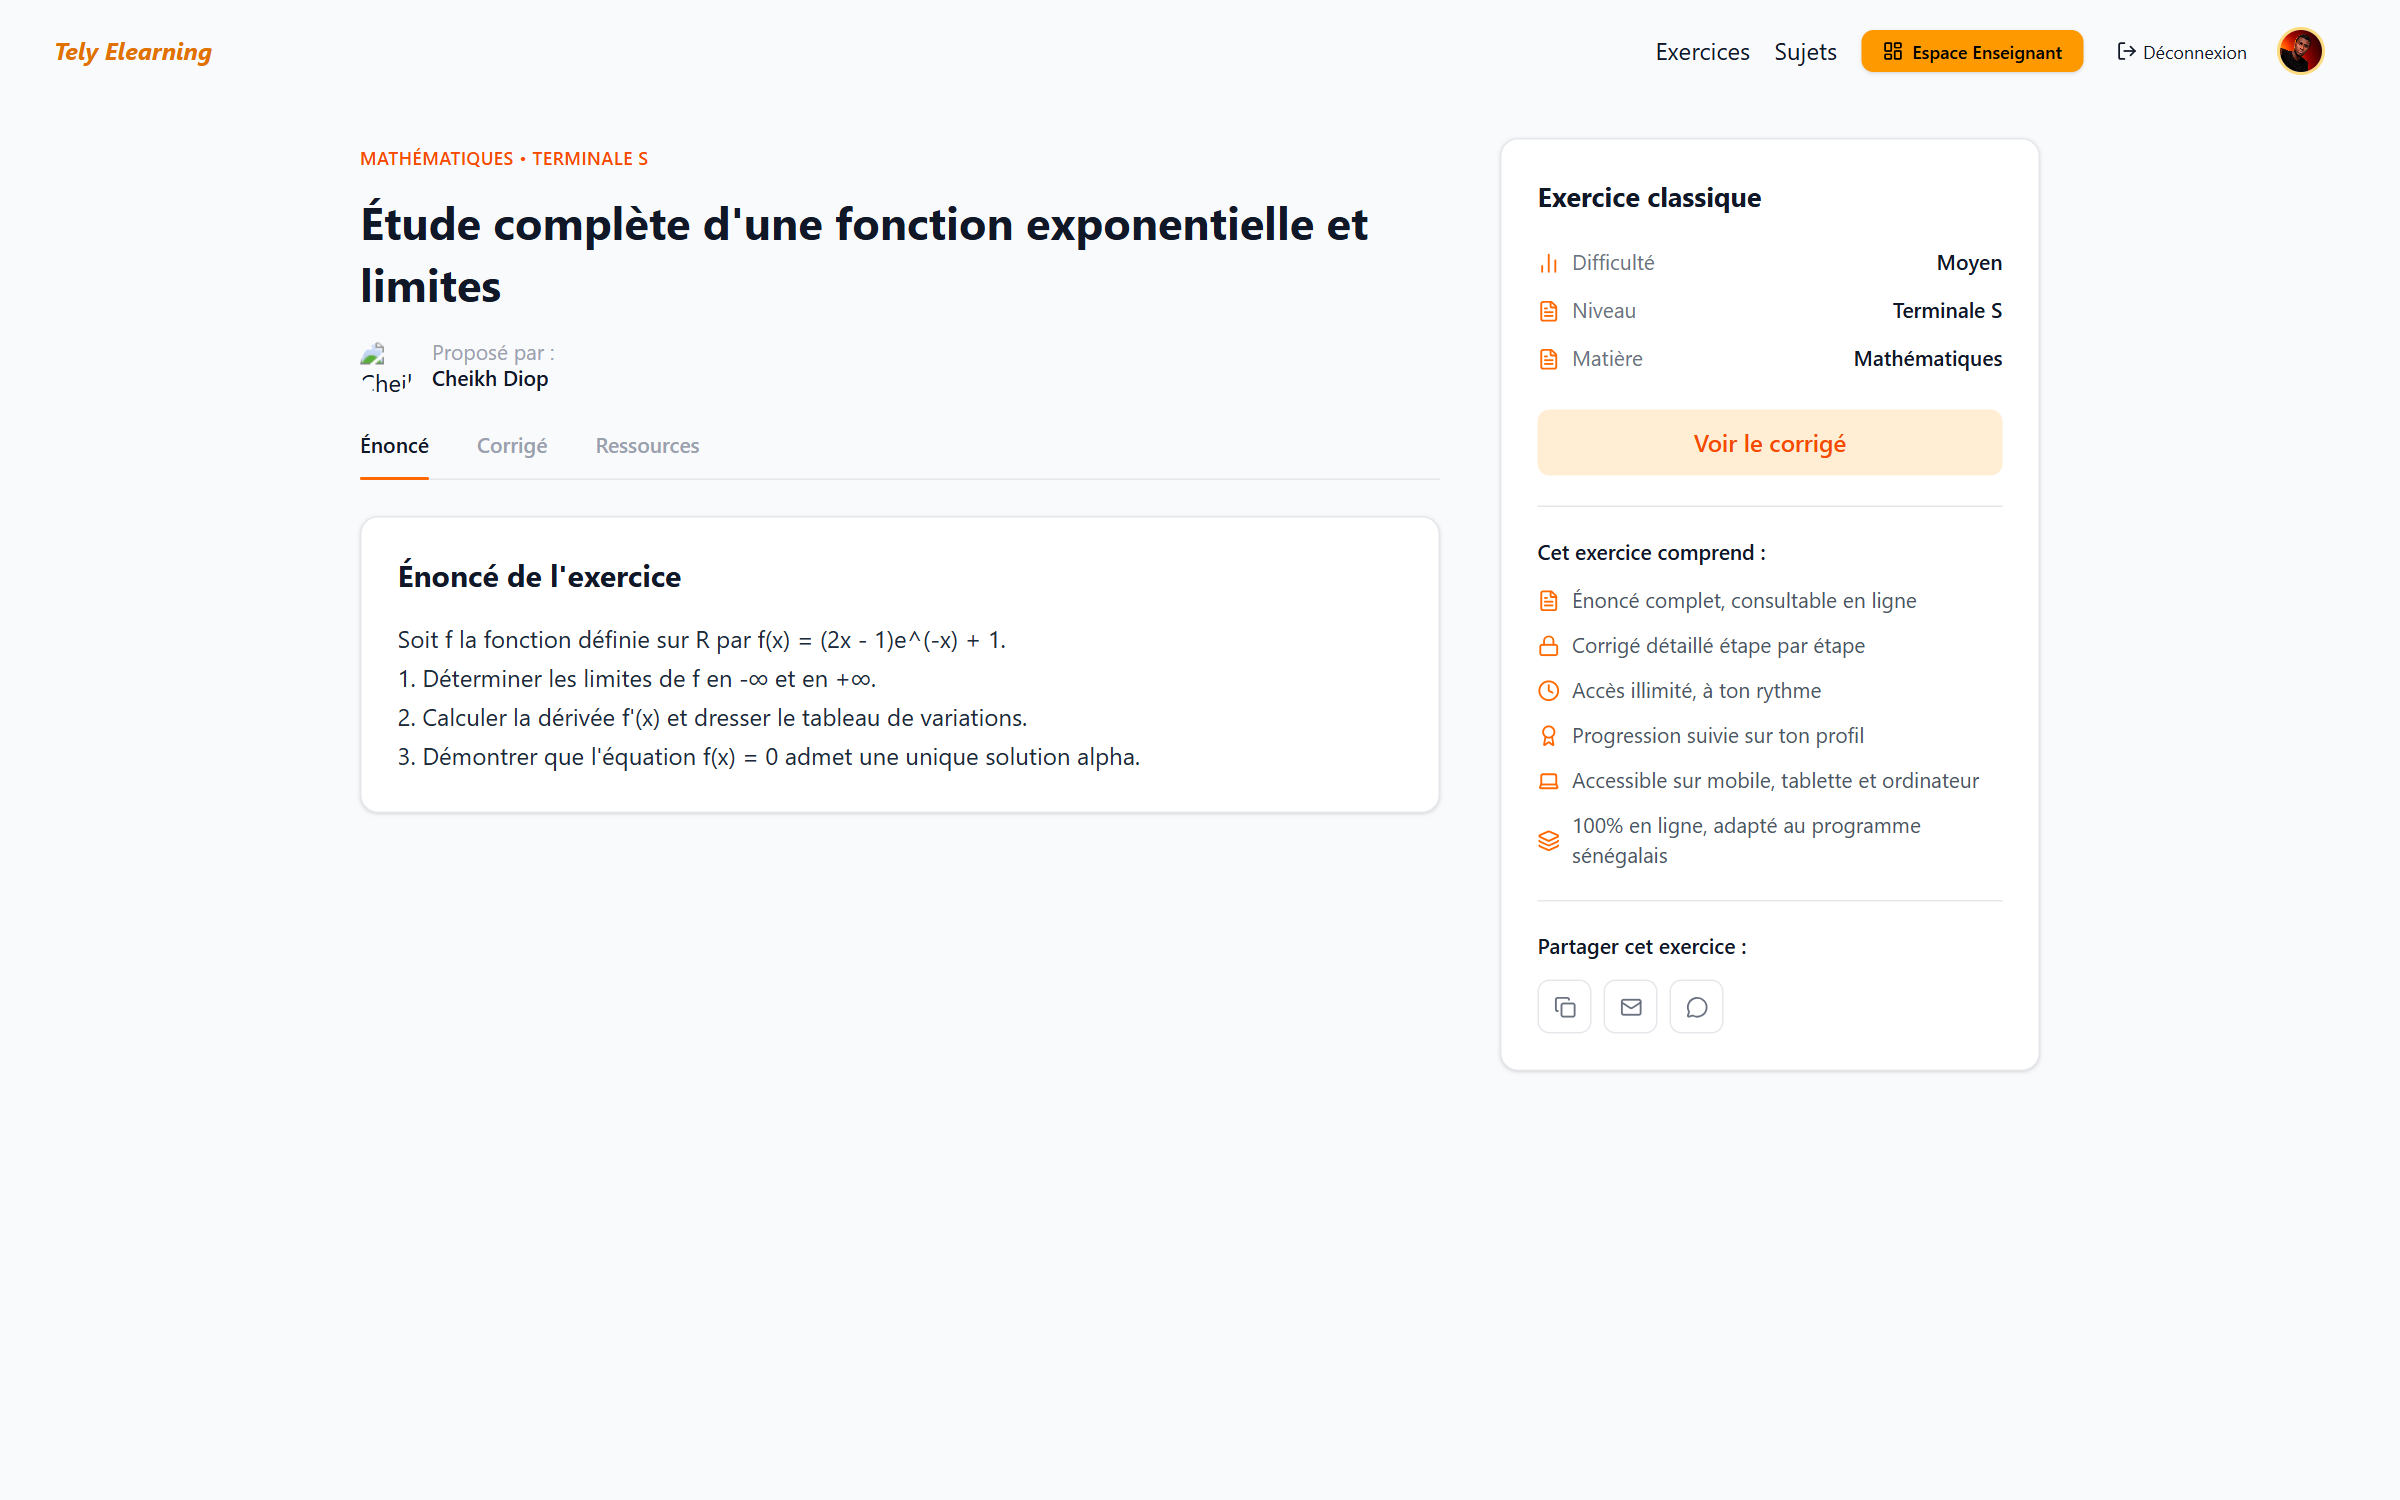 Tely Elearning
Exercices
Sujets
Espace Enseignant
Déconnexion
MATHÉMATIQUES • TERMINALE S
Étude complète d'une fonction exponentielle et
limites
Proposé par :
Cheikh Diop
Énoncé
Corrigé
Ressources
Énoncé de l'exercice
Soit f la fonction définie sur R par f(x) = (2x - 1)e^(-x) + 1.
1. Déterminer les limites de f en -∞ et en +∞.
2. Calculer la dérivée f'(x) et dresser le tableau de variations.
3. Démontrer que l'équation f(x) = 0 admet une unique solution alpha.
Exercice classique
Difficulté
Moyen
Niveau
Terminale S
Matière
Mathématiques
Voir le corrigé
Cet exercice comprend :
Énoncé complet, consultable en ligne
Corrigé détaillé étape par étape
Accès illimité, à ton rythme
Progression suivie sur ton profil
Accessible sur mobile, tablette et ordinateur
100% en ligne, adapté au programme
sénégalais
Partager cet exercice :